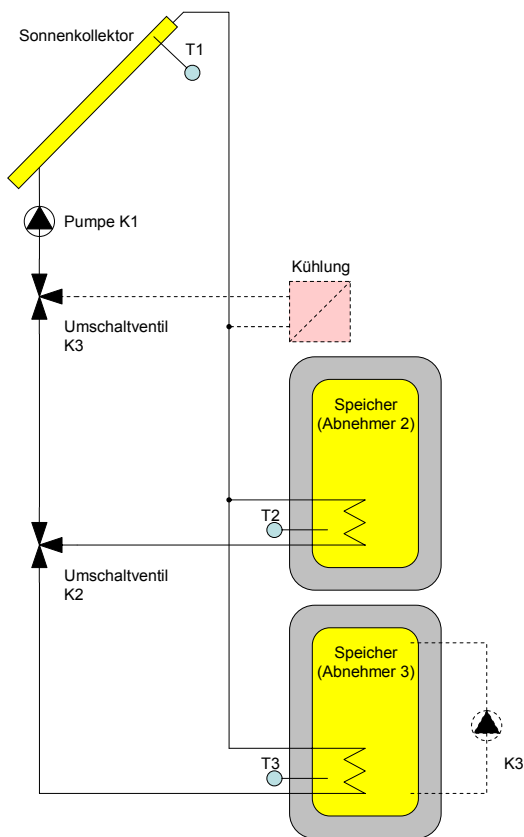 Sonnenkollektor
T1
Pumpe K1
Kühlung
Umschaltventil
K3
Speicher
(Abnehmer 2)
T2
Umschaltventil
K2
Speicher
(Abnehmer 3)
K3
T3